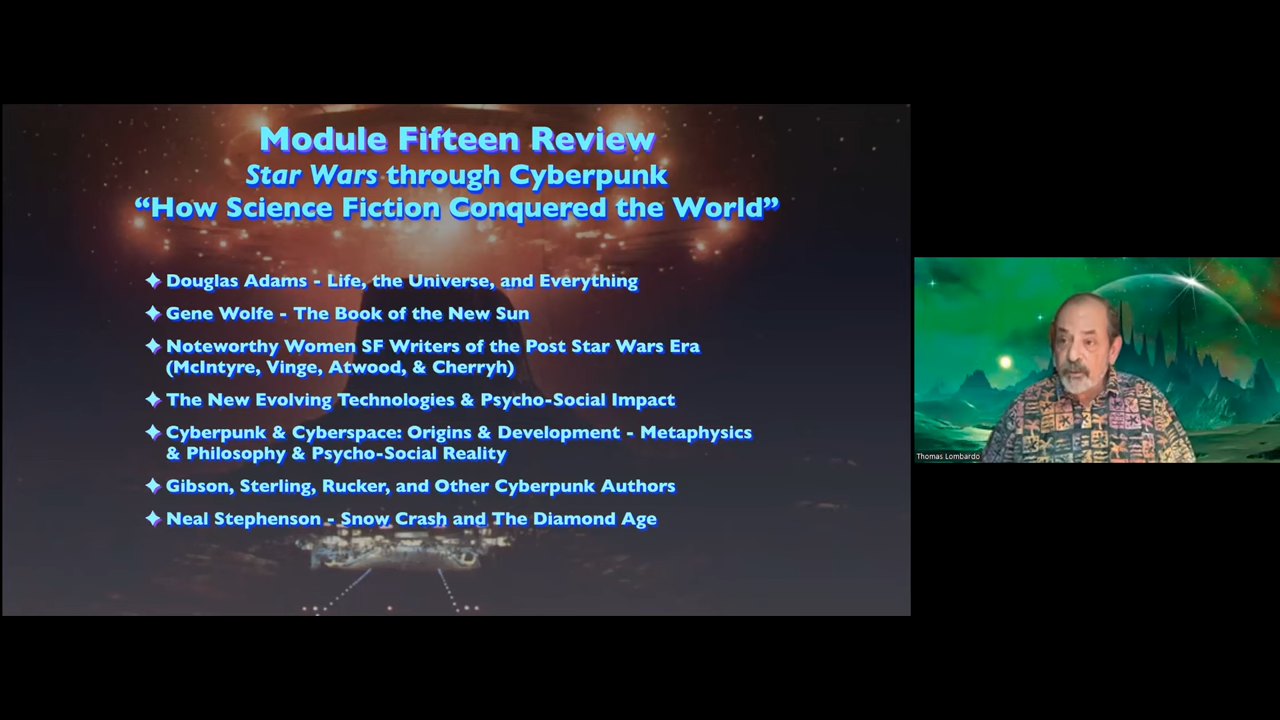 Module Fifteen Review
Star Wars through Cyberpunk
“How Science Fiction Conquered the World”
Douglas Adams - Life, the Universe, and Everything
Gene Wolfe - The Book of the New Sun
Noteworthy Women SF Writers of the Post Star Wars Era
(McIntyre, Vinge, Atwood, & Cherryh)
The New Evolving Technologies & Psycho-Social Impact
Cyberpunk & Cyberspace: Origins & Development - Metaphysics
& Philosophy & Psycho-Social Reality
Gibson, Sterling, Rucker, and Other Cyberpunk Authors
Neal Stephenson - Snow Crash and The Diamond Age
Thomas Lombardo